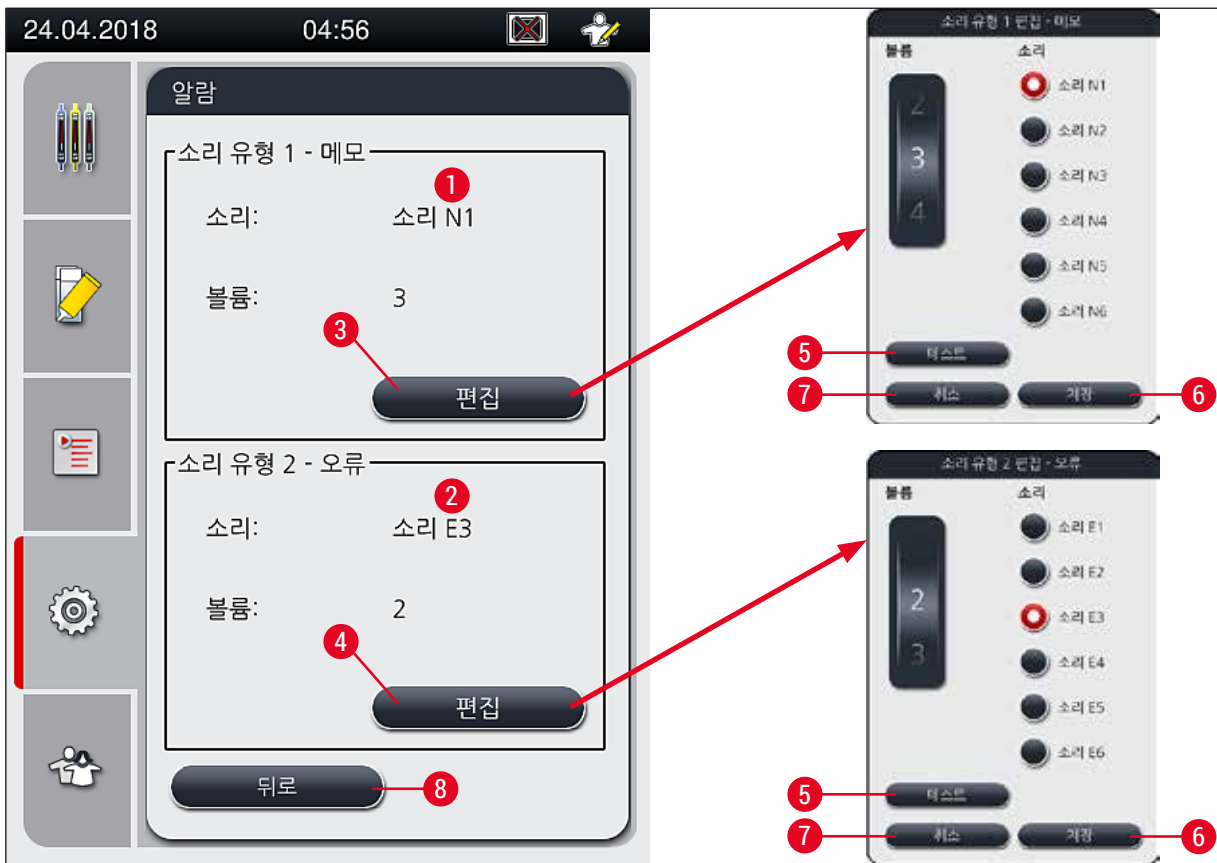 24.04.2018 04:56
알람
소리 유형 1 - 메모
1
소리: 소리 N1
볼륨: 3
3
편집
소리 유형 2 - 오류
2
소리: 소리 E3
볼륨: 2
4
편집
뒤로
8
소리 유형 1 편집 - 메모
볼륨 소리
2
3
4
소리 N1
소리 N2
소리 N3
소리 N4
소리 N5
소리 N6
5 테스트
7 취소 저장 6
소리 유형 2 편집 - 오류
볼륨 소리
2
3
소리 E1
소리 E2
소리 E3
소리 E4
소리 E5
소리 E6
5 테스트
7 취소 저장 6